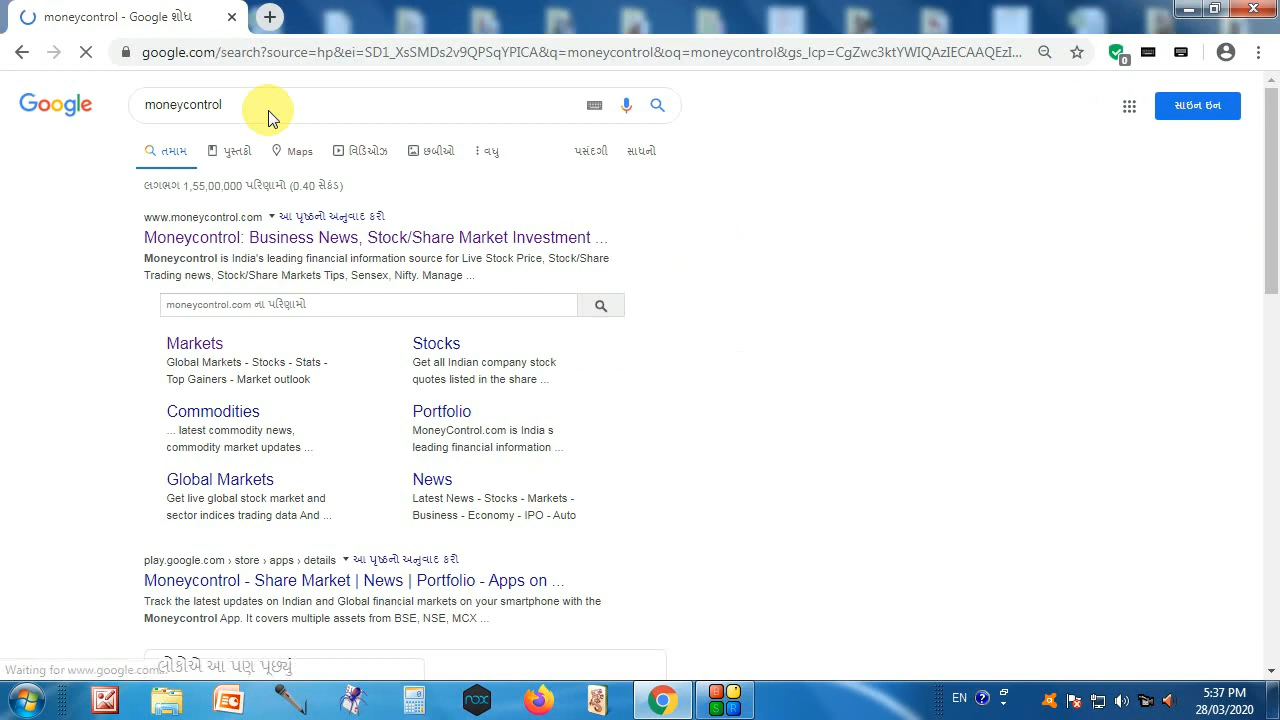 moneycontrol - Google શોધ
google.com/search?source=hp&ei=SD1_XsSMDs2v9QPSqYPICA&q=moneycontrol&oq=moneycontrol&gs_lcp=CgZwc3ktYWIQAzIECAAQEzI...
0
Google
moneycontrol
સાઇન ઇન
તમામ પુસ્તકો Maps વિડિઓઝ છબીઓ વધુ પસંદગી સાધનો
લગભગ 1,55,00,000 પરિણામો (0.40 સેકંડ)
www.moneycontrol.com આ પૃષ્ઠનો અનુવાદ કરો
Moneycontrol: Business News, Stock/Share Market Investment ...
Moneycontrol is India's leading financial information source for Live Stock Price, Stock/Share
Trading news, Stock/Share Markets Tips, Sensex, Nifty. Manage ...
moneycontrol.com ના પરિણામો
Markets Stocks
Global Markets - Stocks - Stats - Get all Indian company stock
Top Gainers - Market outlook quotes listed in the share ...
Commodities Portfolio
... latest commodity news, MoneyControl.com is India s
commodity market updates ... leading financial information ...
Global Markets News
Get live global stock market and Latest News - Stocks - Markets -
sector indices trading data And ... Business - Economy - IPO - Auto
play.google.com › store › apps › details આ પૃષ્ઠનો અનુવાદ કરો
Moneycontrol - Share Market | News | Portfolio - Apps on ...
Track the latest updates on Indian and Global financial markets on your smartphone with the
Moneycontrol App. It covers multiple assets from BSE, NSE, MCX ...
લોકોએ આ પણ પૂછ્યું
Waiting for www.google.com...
nox
EN
5:37 PM
28/03/2020